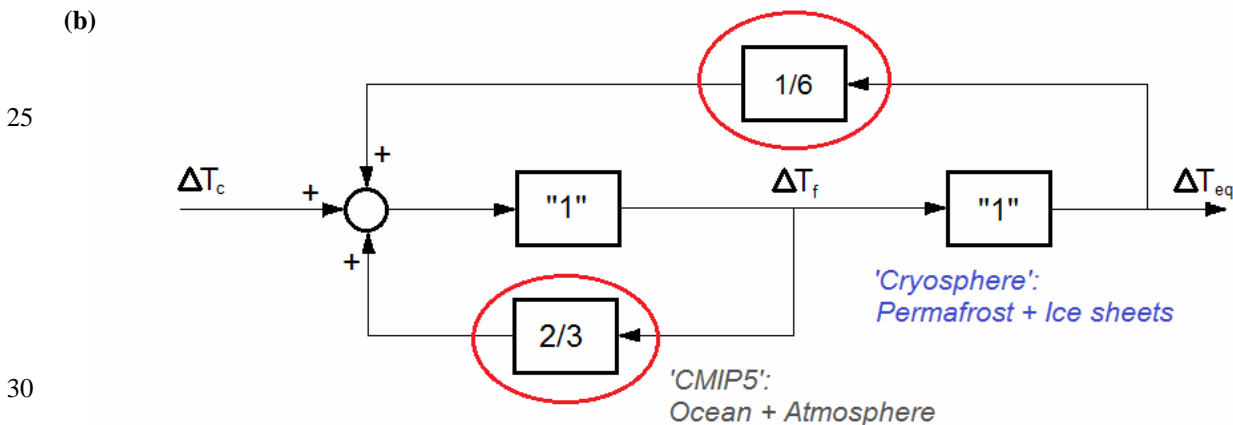 (b)
1/6
25
+
ΔTc
+
"1"
ΔTf
"1"
ΔTeq
+
'Cryosphere':
Permafrost + Ice sheets
2/3
'CMIP5':
30
Ocean + Atmosphere